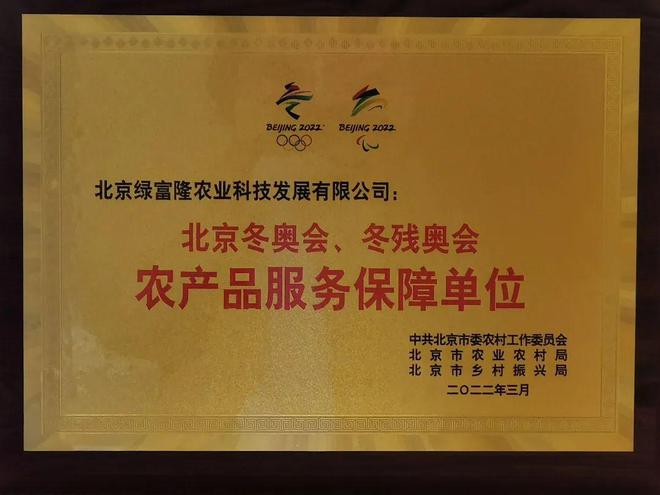 BEIJING 2022 BEIJING 2022
北京绿富隆农业科技发展有限公司：
北京冬奥会、冬残奥会
农产品服务保障单位
中共北京市委农村工作委员会
北京市农业农村局
北京市乡村振兴局
二〇二二年三月